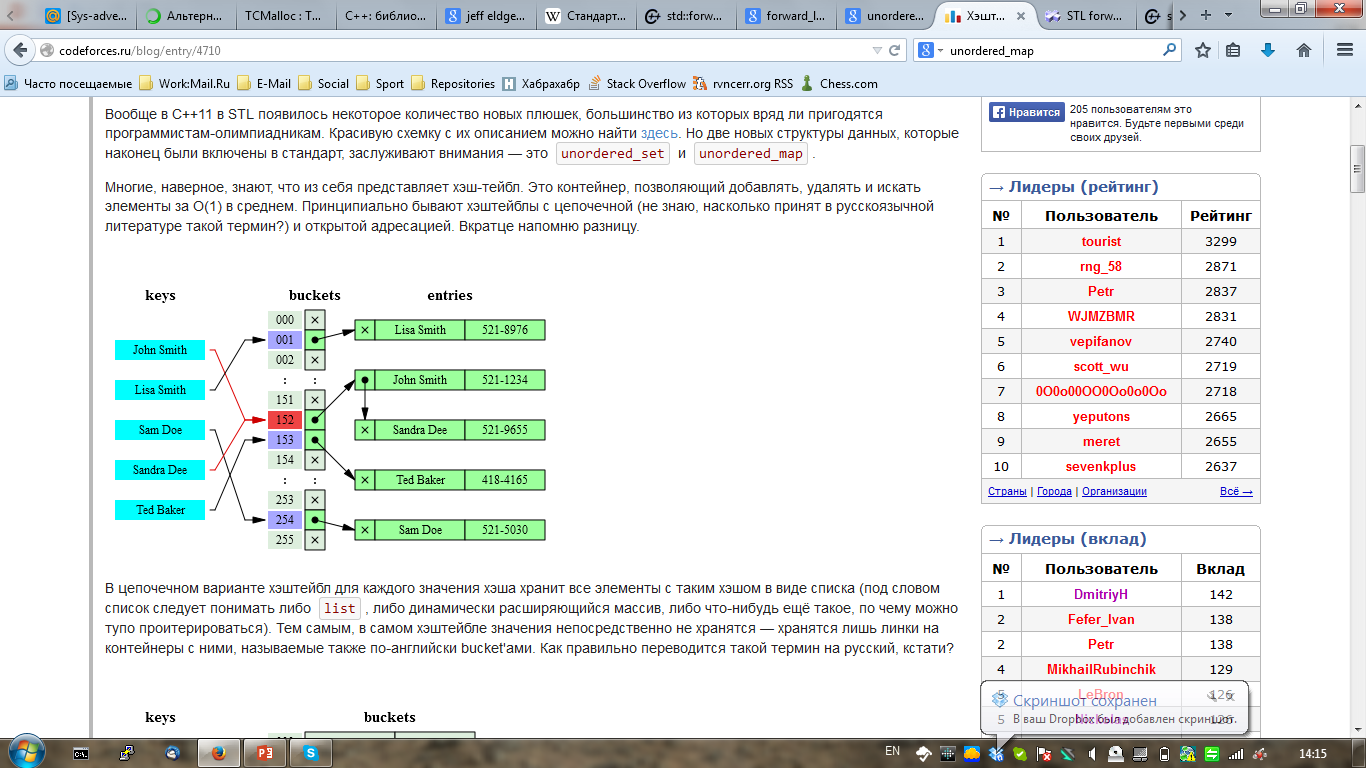 [Sys-adve...
Альтерн...
TCMalloc : T...
C++: библио...
jeff eldge...
Стандарт...
std::forw...
forward_l...
unordere...
Хэшт...
STL forw...
codeforces.ru/blog/entry/4710
unordered_map
Часто посещаемые
Work:Mail.Ru
E-Mail
Social
Sport
Repositories
Хабрахабр
Stack Overflow
rvncerr.org RSS
Chess.com
Вообще в C++11 в STL появилось некоторое количество новых плюшек, большинство из которых вряд ли пригодятся
программистам-олимпиадникам. Красивую схемку с их описанием можно найти здесь. Но две новых структуры данных, которые
наконец были включены в стандарт, заслуживают внимания — это unordered_set и unordered_map .
Многие, наверное, знают, что из себя представляет хэш-тейбл. Это контейнер, позволяющий добавлять, удалять и искать
элементы за O(1) в среднем. Принципиально бывают хэштейблы с цепочечной (не знаю, насколько принят в русскоязычной
литературе такой термин?) и открытой адресацией. Вкратце напомню разницу.
keys
buckets
entries
John Smith
Lisa Smith
Sam Doe
Sandra Dee
Ted Baker
000 ×
001
002 ×
: :
151 ×
152
153
154 ×
: :
253 ×
254
255 ×
× Lisa Smith 521-8976
John Smith 521-1234
× Sandra Dee 521-9655
× Ted Baker 418-4165
× Sam Doe 521-5030
В цепочечном варианте хэштейбл для каждого значения хэша хранит все элементы с таким хэшом в виде списка (под словом
список следует понимать либо list , либо динамически расширяющийся массив, либо что-нибудь ещё такое, по чему можно
тупо проитерироваться). Тем самым, в самом хэштейбле значения непосредственно не хранятся — хранятся лишь линки на
контейнеры с ними, называемые также по-английски bucket'ами. Как правильно переводится такой термин на русский, кстати?
keys
buckets
Нравится
205 пользователям это
нравится. Будьте первыми среди
своих друзей.
→ Лидеры (рейтинг)
№ Пользователь Рейтинг
1 tourist 3299
2 rng_58 2871
3 Petr 2837
4 WJMZBMR 2831
5 vepifanov 2740
6 scott_wu 2719
7 0O0o00OO0Oo0o0Oo 2718
8 yeputons 2665
9 meret 2655
10 sevenkplus 2637
Страны | Города | Организации Всё →
→ Лидеры (вклад)
№ Пользователь Вклад
1 DmitriyH 142
2 Fefer_Ivan 138
2 Petr 138
4 MikhailRubinchik 129
5 LeBron 126
5 Nickolas 126
Скриншот сохранен
В ваш Dropbox был добавлен скриншот.
EN
14:15